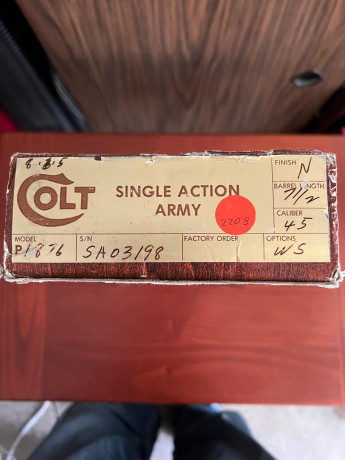 8.8.5
COLT
SINGLE ACTION
ARMY
2208
FINISH N
BARREL LENGTH
7 1/2
CALIBER
45
MODEL
P1876
S/N
SA03198
FACTORY ORDER
OPTIONS
WS